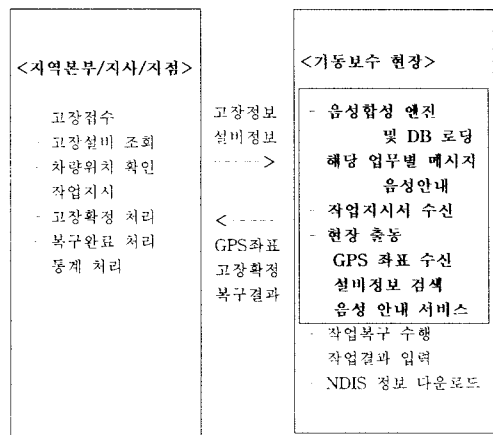 <지역본부/지사/지점>
고장접수
- 고장설비 조회
- 차량위치 확인
작업지시
- 고장확정 처리
- 복구완료 처리
통계 처리
고장정보
설비정보
----->
<-----
GPS좌표
고장확정
복구결과
<기동보수 현장>
- 음성합성 엔진
및 DB 로딩
해당 업무별 메시지
음성안내
- 작업지시서 수신
- 현장 출동
GPS 좌표 수신
설비정보 검색
음성 안내 서비스
- 작업복구 수행
작업결과 입력
- NDIS 정보 다운로드